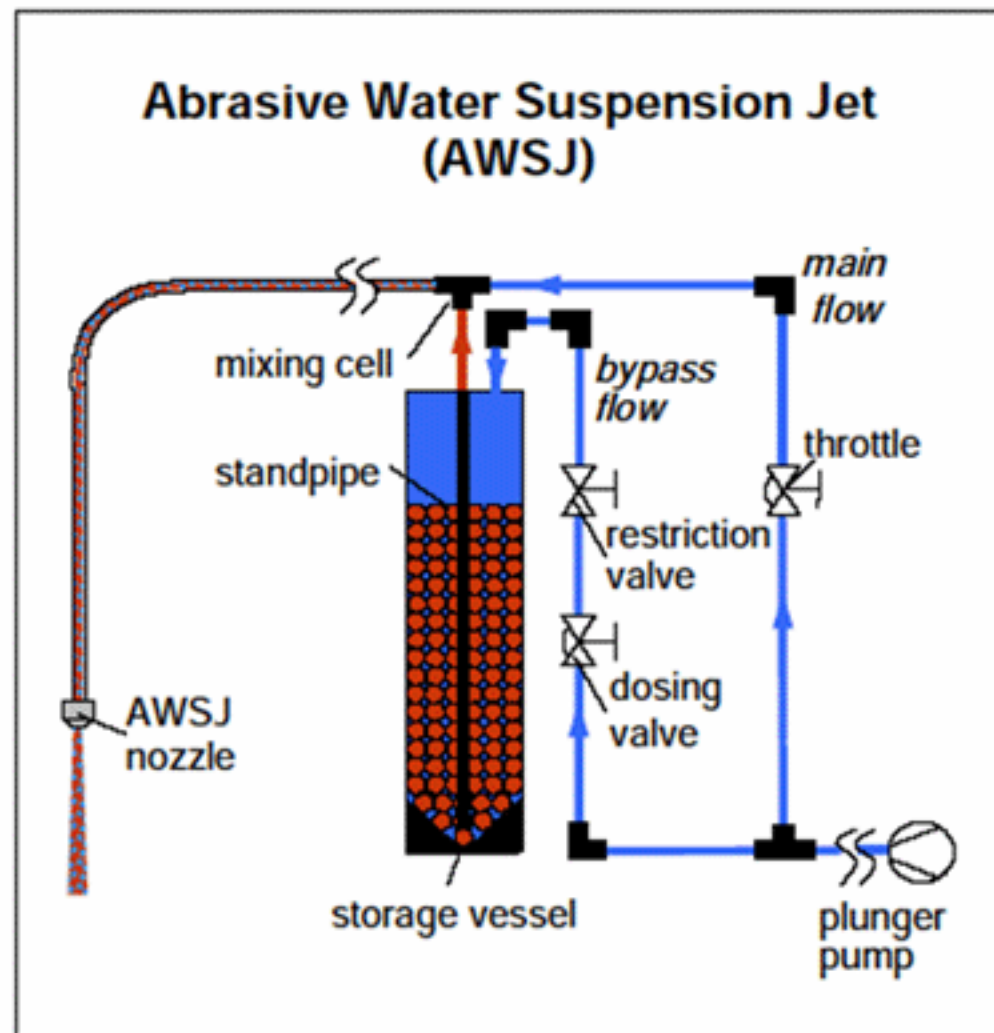 Abrasive Water Suspension Jet
(AWSJ)
main
flow
mixing cell
bypass
flow
throttle
standpipe
restriction
valve
dosing
valve
AWSJ
nozzle
storage vessel
plunger
pump